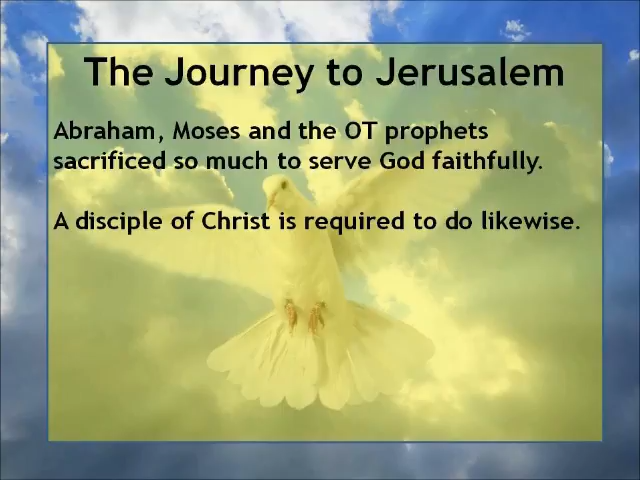 The Journey to Jerusalem
Abraham, Moses and the OT prophets
sacrificed so much to serve God faithfully.
A disciple of Christ is required to do likewise.